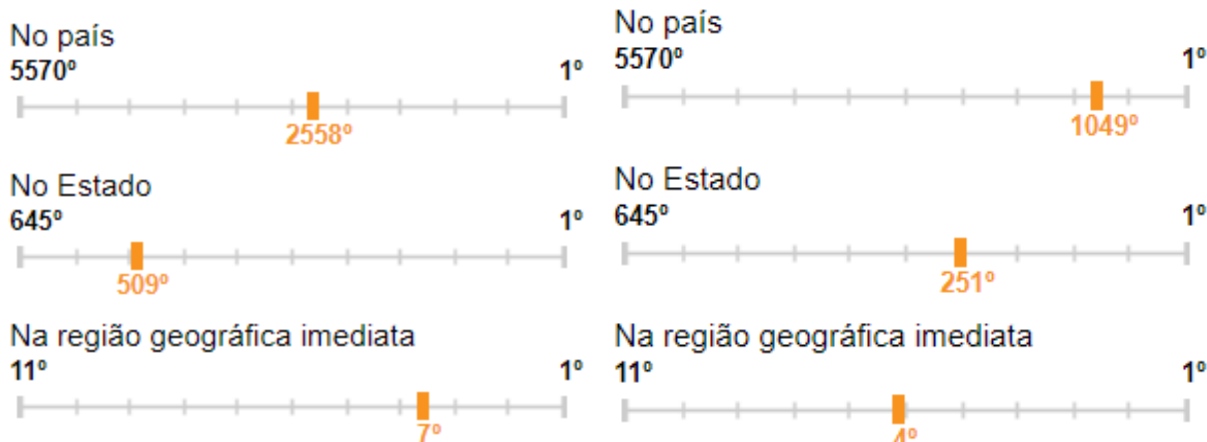 No país
5570º 1º
2558º
No Estado
645º 1º
509º
Na região geográfica imediata
11º 1º
7º
No país
5570º 1º
1049º
No Estado
645º 1º
251º
Na região geográfica imediata
11º 1º
4º